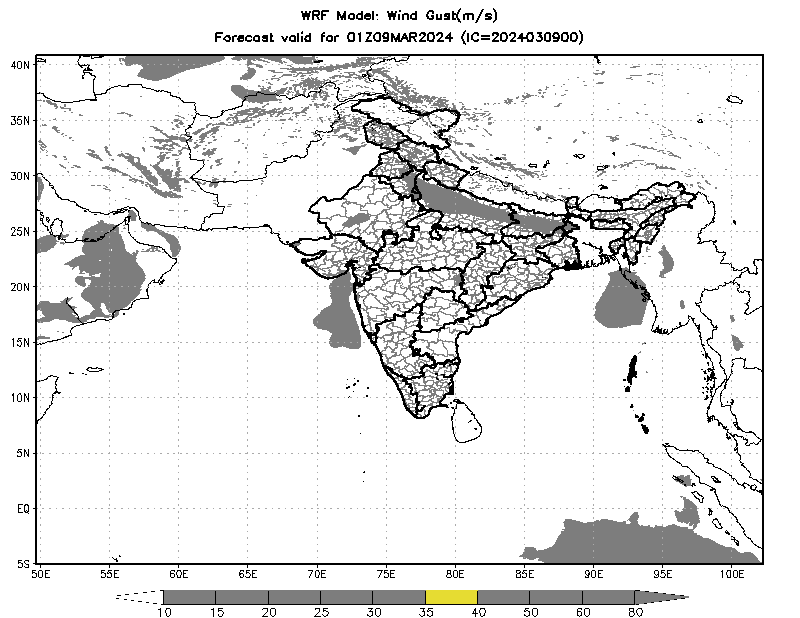 WRF Model: Wind Gust(m/s)
Forecast valid for 01Z09MAR2024 (IC=2024030900)
40N
35N
30N
25N
20N
15N
10N
5N
EQ
5S
50E 55E 60E 65E 70E 75E 80E 85E 90E 95E 100E
10 15 20 25 30 35 40 50 60 80